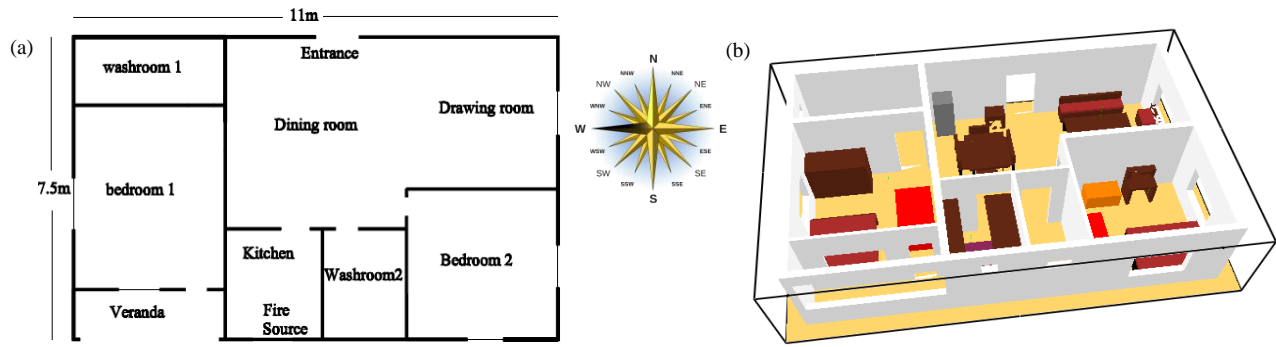 11m
(a)
Entrance
washroom 1
Drawing room
Dining room
7.5m
bedroom 1
Kitchen
Washroom2
Bedroom 2
Veranda
Fire
Source
N
NNW
NNE
NW
NE
WNW
ENE
W
E
WSW
ESE
SW
SE
SSW
SSE
S
(b)